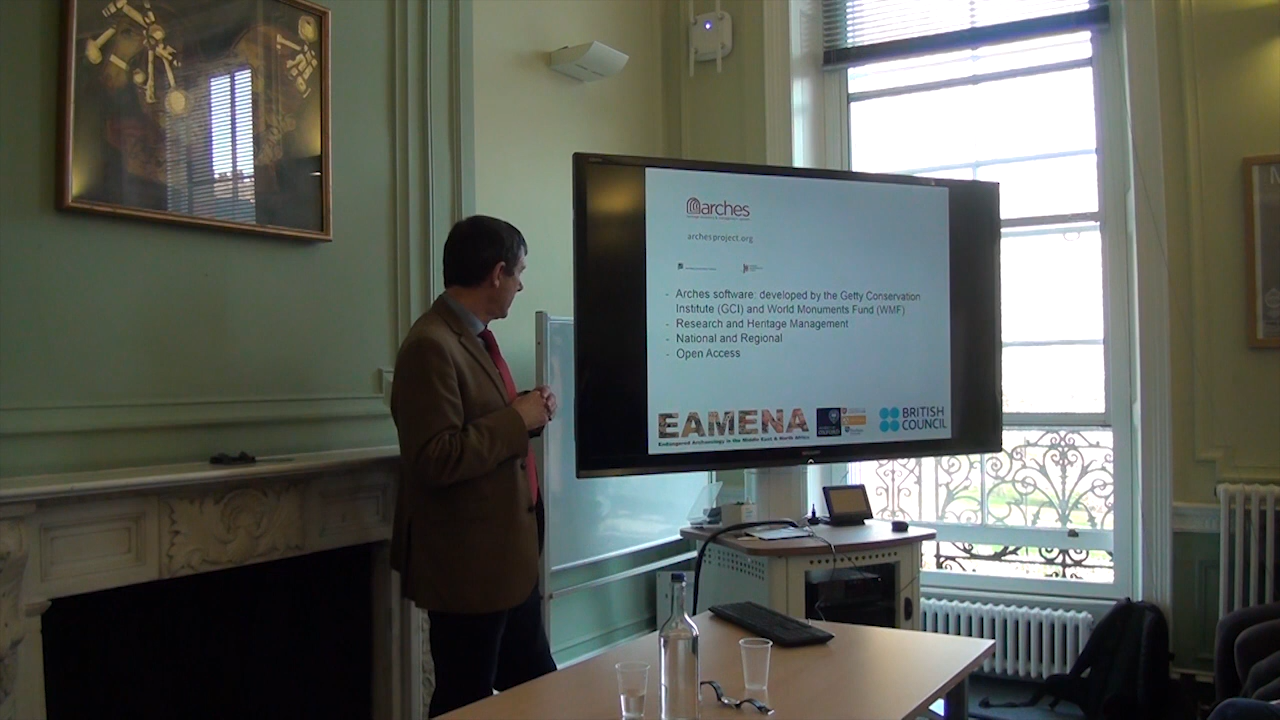 arches
archesproject.org
- Arches software: developed by the Getty Conservation
Institute (GCI) and World Monuments Fund (WMF)
- Research and Heritage Management
- National and Regional
- Open Access
EAMENA
Endangered Archaeology in the Middle East & North Africa
BRITISH
COUNCIL